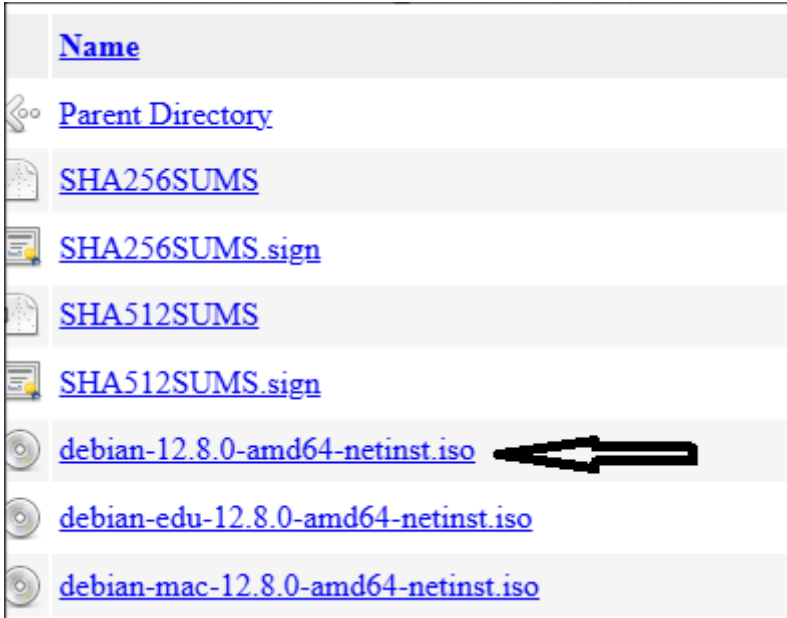 Name
Parent Directory
SHA256SUMS
SHA256SUMS.sign
SHA512SUMS
SHA512SUMS.sign
debian-12.8.0-amd64-netinst.iso
debian-edu-12.8.0-amd64-netinst.iso
debian-mac-12.8.0-amd64-netinst.iso